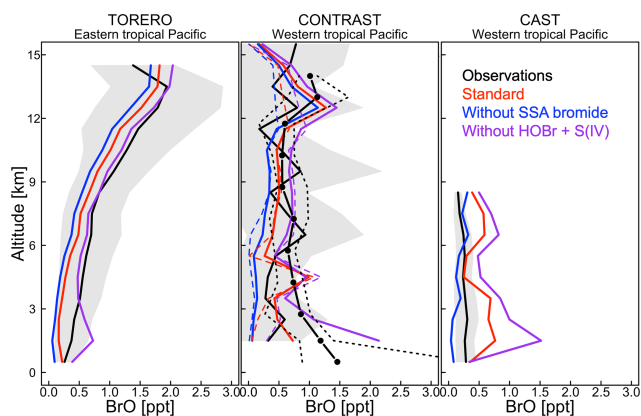 TORERO
Eastern tropical Pacific
CONTRAST
Western tropical Pacific
CAST
Western tropical Pacific
Altitude [km]
15
12
9
6
3
0
Observations
Standard
Without SSA bromide
Without HOBr + S(IV)
0.0 0.5 1.0 1.5 2.0 2.5 3.0
0.0 0.5 1.0 1.5 2.0 2.5 3.0
0.0 0.5 1.0 1.5 2.0 2.5 3.0
BrO [ppt]
BrO [ppt]
BrO [ppt]